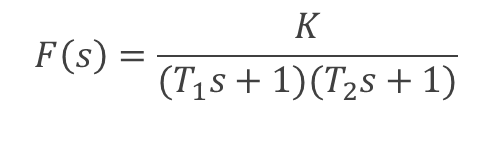 F(s) = K / ((T₁s + 1)(T₂s + 1))